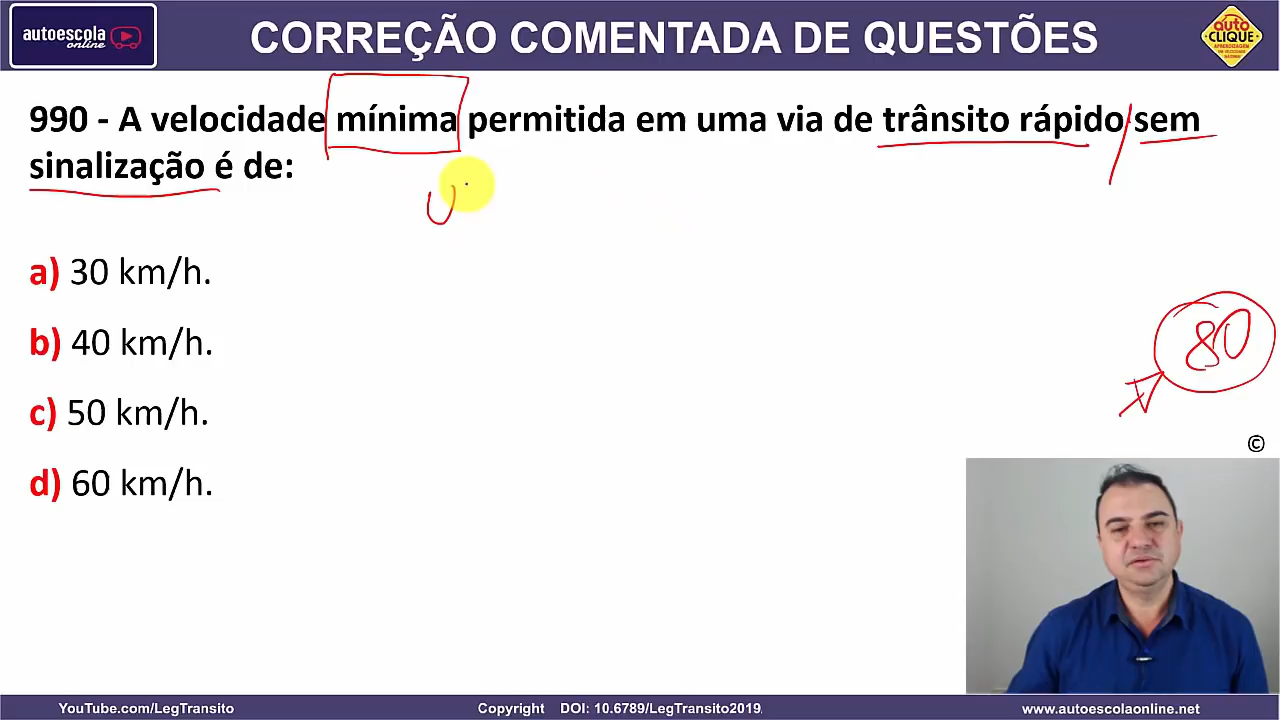 autoescola
online
CORREÇÃO COMENTADA DE QUESTÕES
auto
CLIQUE
990 - A velocidade mínima permitida em uma via de trânsito rápido sem
sinalização é de:
a) 30 km/h.
b) 40 km/h.
80
c) 50 km/h.
©
d) 60 km/h.
YouTube.com/LegTransito
Copyright DOI: 10.6789/LegTransito2019
www.autoescolaonline.net